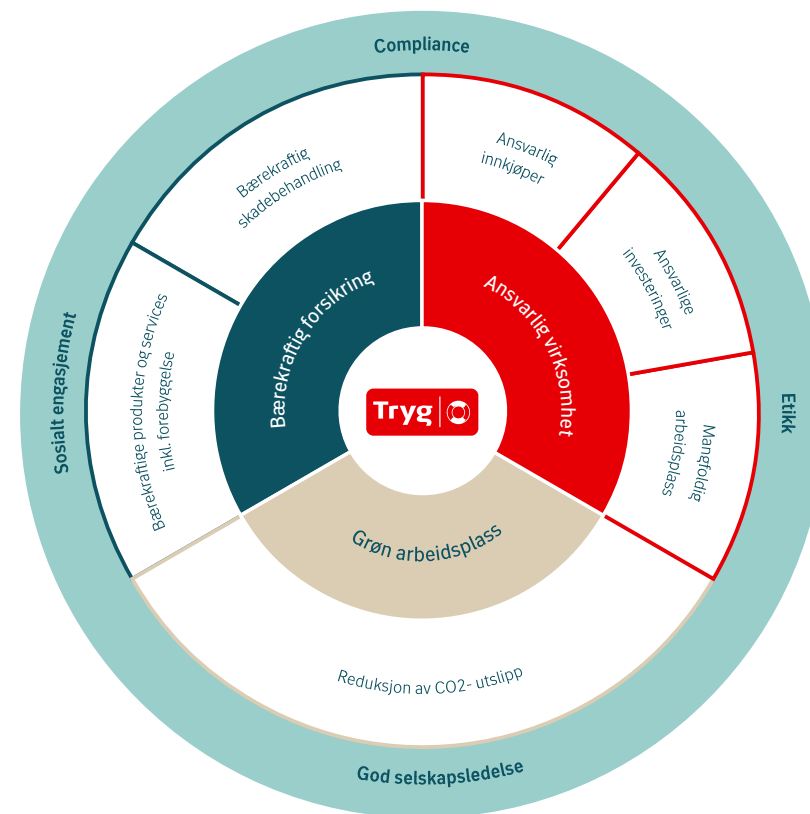 Compliance
Bærekraftig
skadebehandling
Ansvarlig
innkjøper
Ansvarlige
investeringer
Bærekraftig forsikring
Ansvarlig virksomhet
Sosialt engasjement
Bærekraftige produkter og services
inkl. forebyggelse
Tryg
Mangfoldig
arbeidsplass
Etikk
Grøn arbeidsplass
Reduksjon av CO2- utslipp
God selskapsledelse